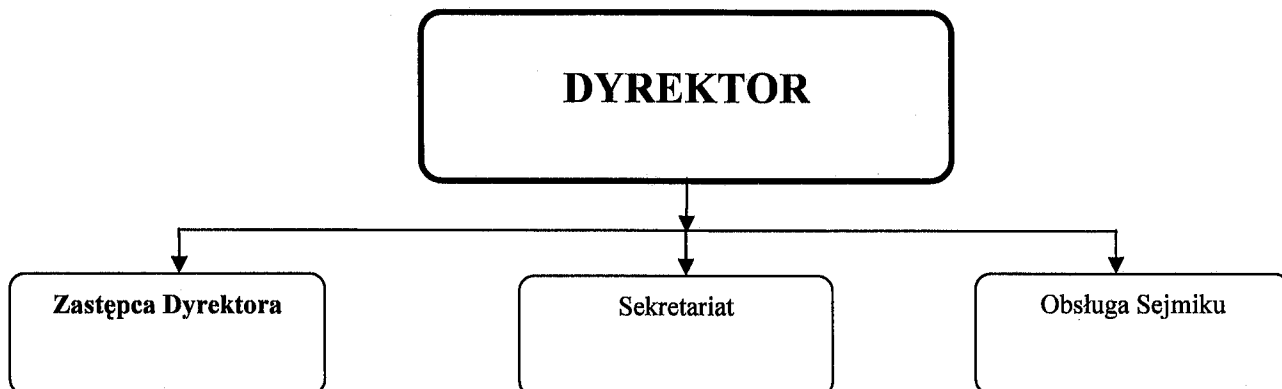 DYREKTOR
Zastępca Dyrektora
Sekretariat
Obsługa Sejmiku